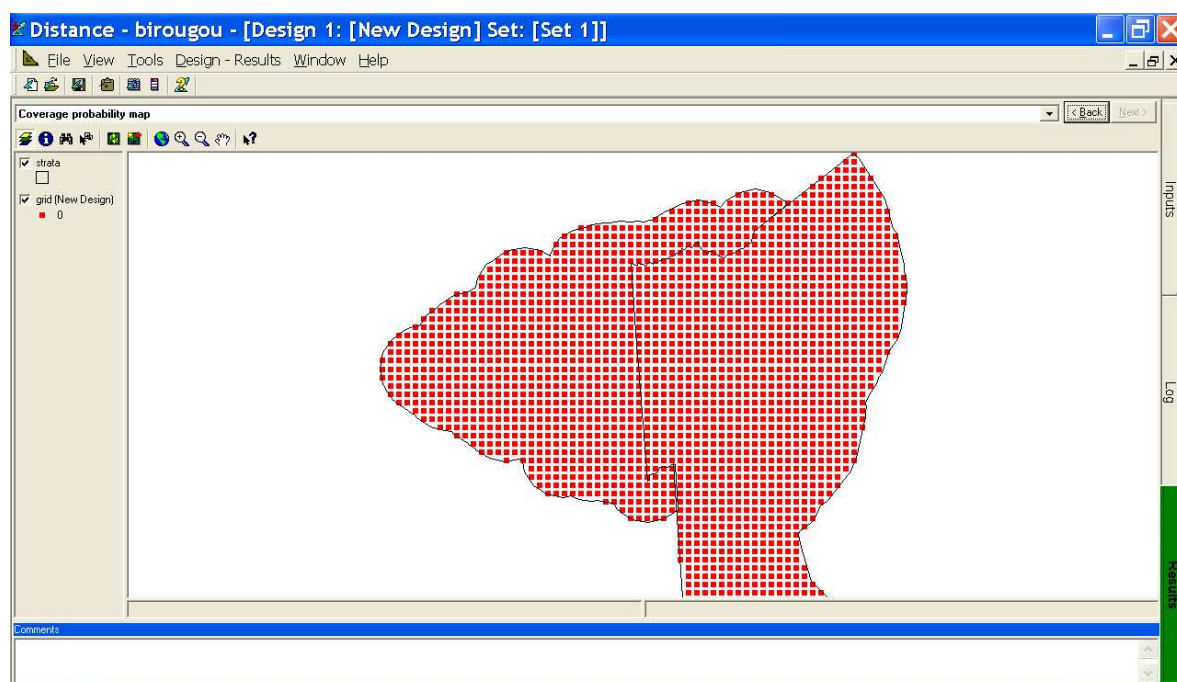 Distance - birougou - [Design 1: [New Design] Set: [Set 1]]
File View Tools Design - Results Window Help
Coverage probability map
< Back Next >
strata
grid (New Design)
0
Inputs
Log
Results
Comments